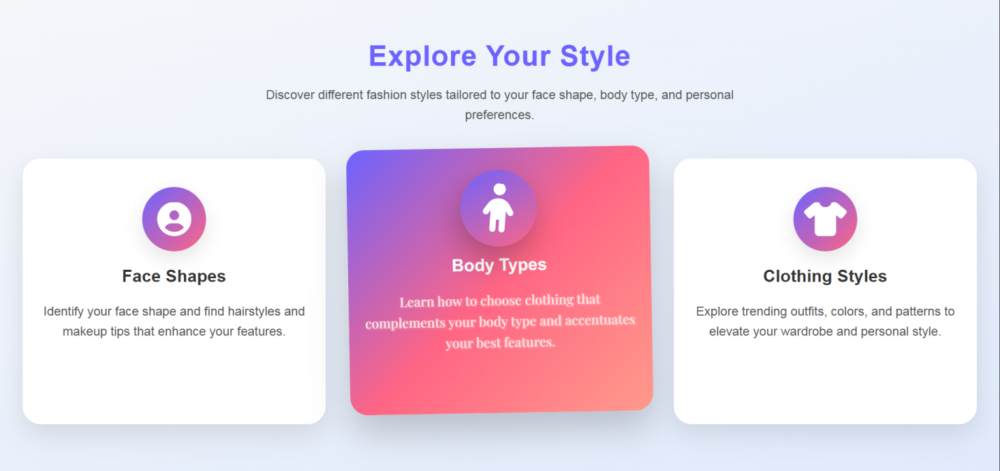 Explore Your Style
Discover different fashion styles tailored to your face shape, body type, and personal
preferences.
Face Shapes
Identify your face shape and find hairstyles and
makeup tips that enhance your features.
Body Types
Learn how to choose clothing that
complements your body type and accentuates
your best features.
Clothing Styles
Explore trending outfits, colors, and patterns to
elevate your wardrobe and personal style.